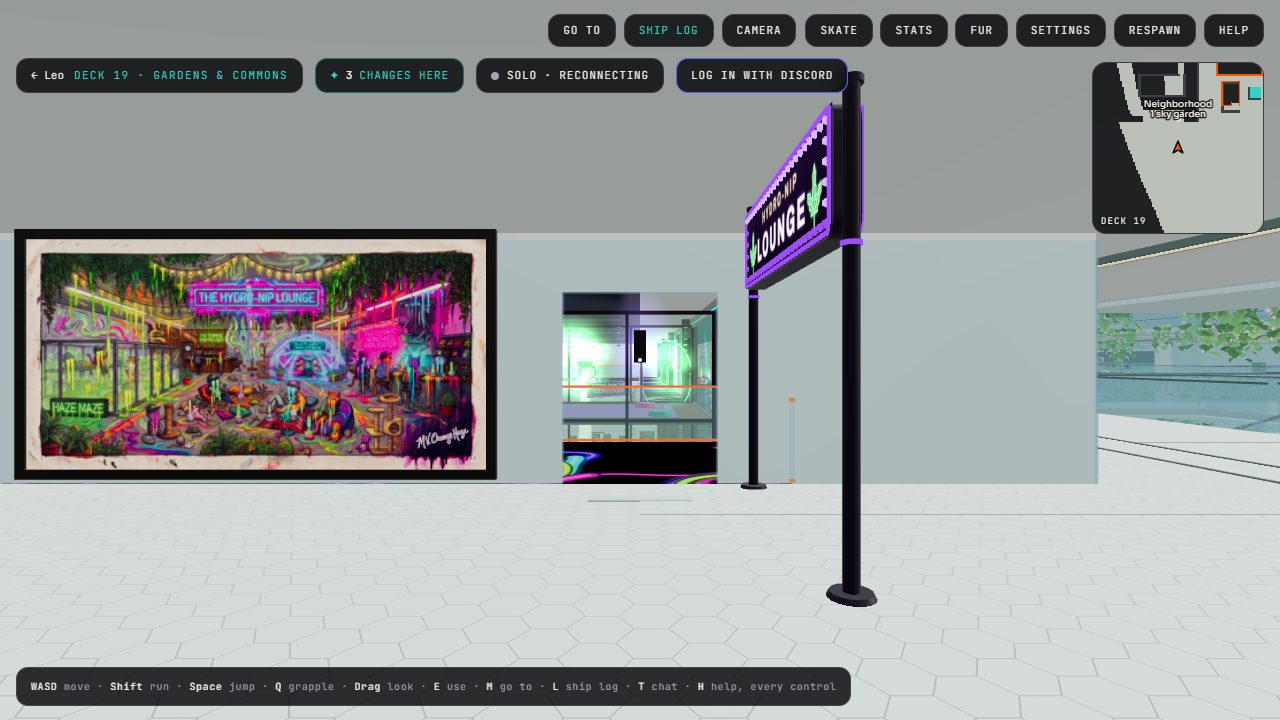 GO TO
SHIP LOG
CAMERA
SKATE
STATS
FUR
SETTINGS
RESPAWN
HELP
← Leo DECK 19 · GARDENS & COMMONS
✦ 3 CHANGES HERE
SOLO · RECONNECTING
LOG IN WITH DISCORD
Neighborhood
1 sky garden
DECK 19
HYDRO-NIP
LOUNGE
THE HYDRO-NIP LOUNGE
HAZE MAZE
WASD move · Shift run · Space jump · Q grapple · Drag look · E use · M go to · L ship log · T chat · H help, every control